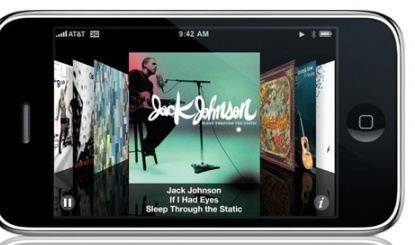 AT&T 3G 9:42 AM
Jack Johnson
SLEEP THROUGH THE STATIC
Jack Johnson
If I Had Eyes
Sleep Through the Static